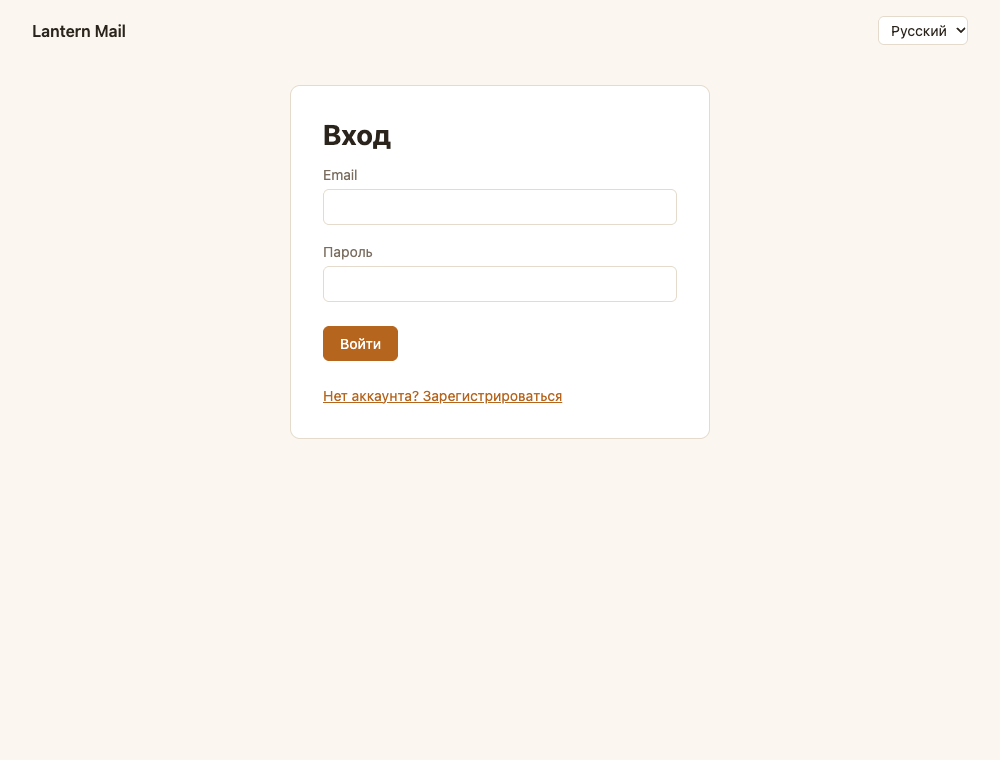 Lantern Mail
Русский
Вход
Email
Пароль
Войти
Нет аккаунта? Зарегистрироваться